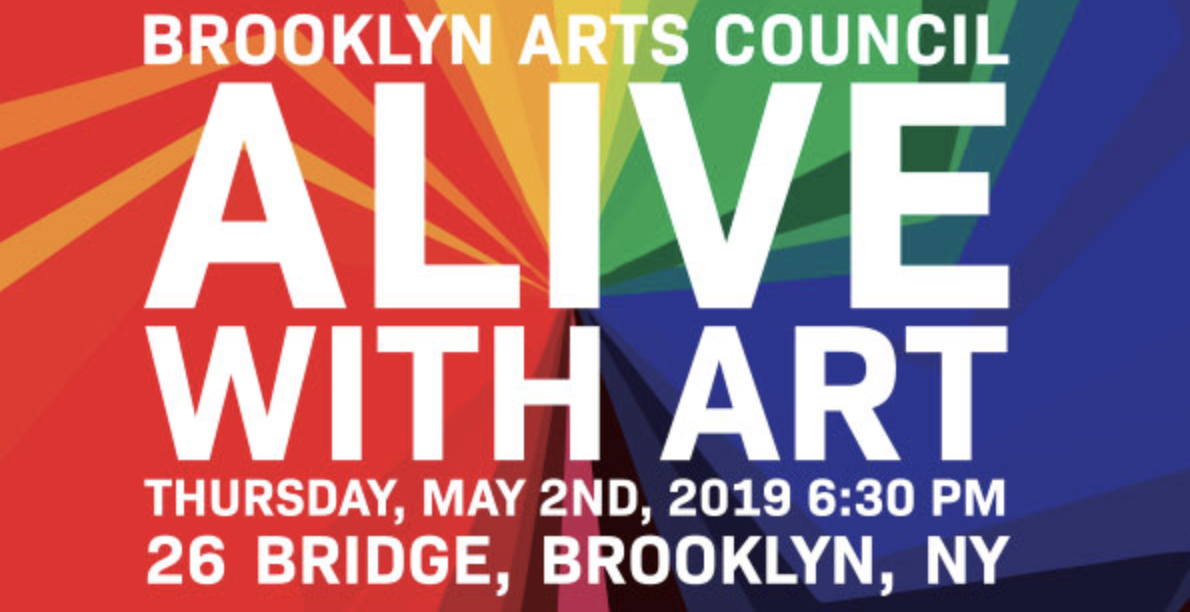 BROOKLYN ARTS COUNCIL
ALIVE
WITH ART
THURSDAY, MAY 2ND, 2019 6:30 PM
26 BRIDGE, BROOKLYN, NY